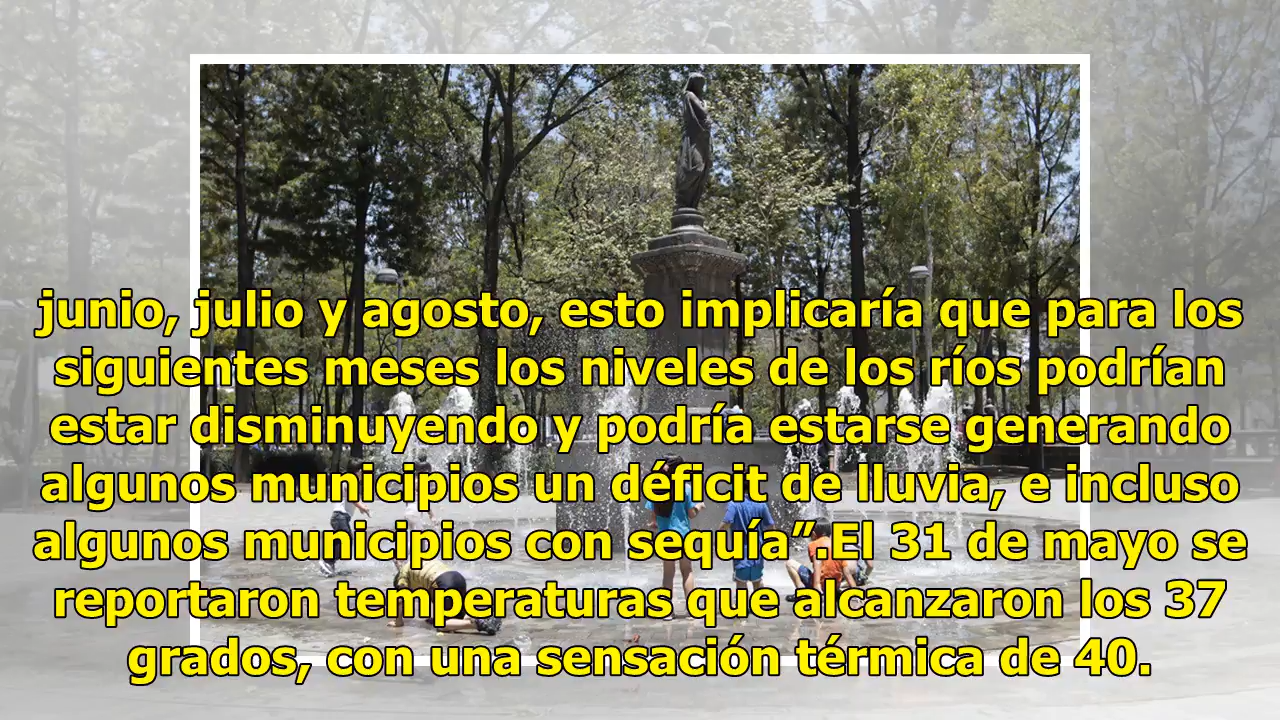 junio, julio y agosto, esto implicaría que para los
siguientes meses los niveles de los ríos podrían
estar disminuyendo y podría estarse generando
algunos municipios un déficit de lluvia, e incluso
algunos municipios con sequía”.El 31 de mayo se
reportaron temperaturas que alcanzaron los 37
grados, con una sensación térmica de 40.